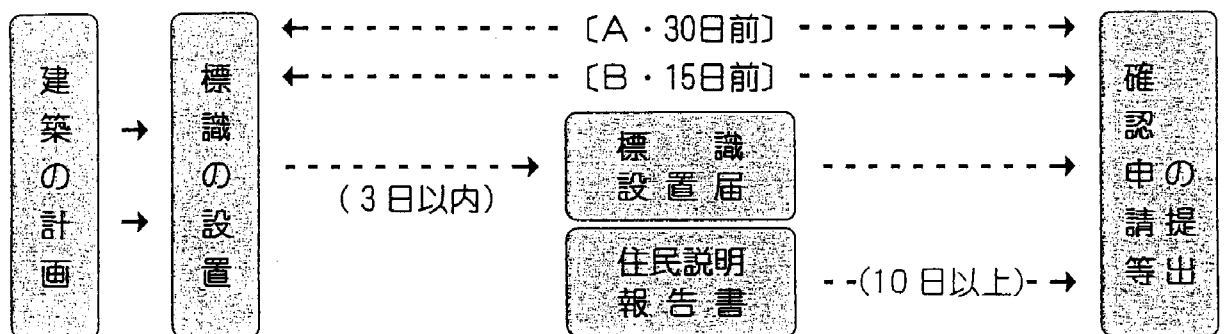 建築の計画
標識の設置
〔A・30日前〕
〔B・15日前〕
(3日以内)
標識
設置届
住民説明
報告書
(10日以上)
確認申請等
の提出